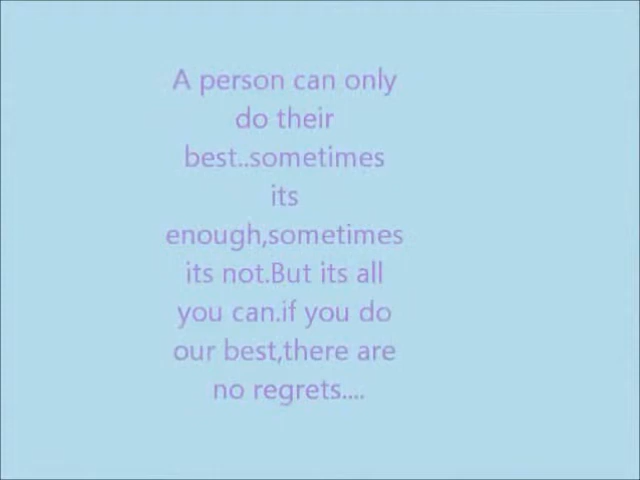 A person can only
do their
best..sometimes
its
enough,sometimes
its not.But its all
you can.if you do
our best,there are
no regrets....